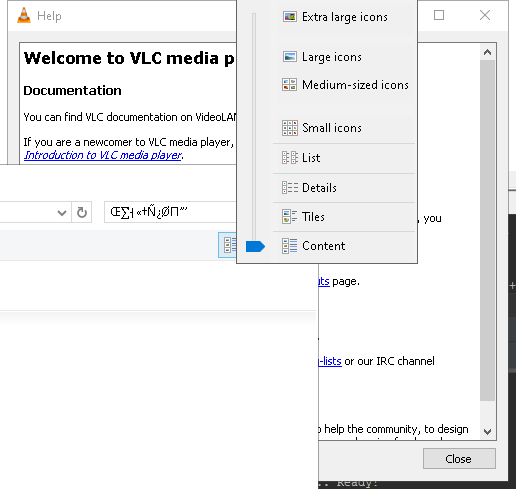 Help
Welcome to VLC media p
Documentation
You can find VLC documentation on VideoLAN
If you are a newcomer to VLC media player,
Introduction to VLC media player.
Extra large icons
Large icons
Medium-sized icons
Small icons
List
Details
Tiles
Content
, you
page.
-lists or our IRC channel
help the community, to design
Close
Ready!